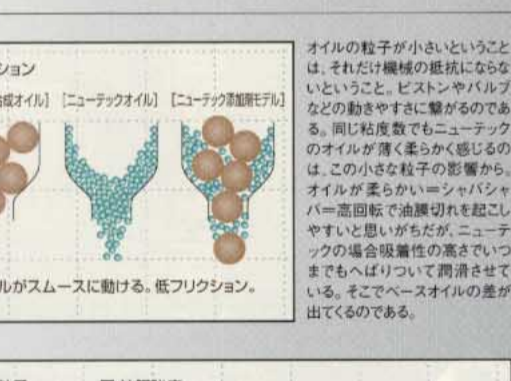 ション
成オイル] [ニューテックオイル] [ニューテック添加剤モデル]
ルがスムースに動ける。低フリクション。
オイルの粒子が小さいということ
は、それだけ機械の抵抗にならな
いということ。ピストンやバルブ
などの動きやすさに繋がるのであ
る。同じ粘度数でもニューテック
のオイルが薄く柔らかく感じるの
は、この小さな粒子の影響から。
オイルが柔らかい=シャバシャ
バ=高回転で油膜切れを起こし
やすいと思いがちだが、ニューテ
ックの場合吸着性の高さでいつ
までもへばりついて潤滑させて
いる。そこでベースオイルの差が
出てくるのである。